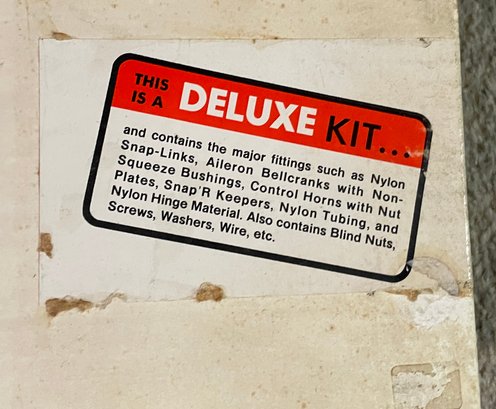 THIS IS A DELUXE KIT...
and contains the major fittings such as Nylon
Snap-Links, Aileron Bellcranks with Non-
Squeeze Bushings, Control Horns with Nut
Plates, Snap'R Keepers, Nylon Tubing, and
Nylon Hinge Material. Also contains Blind Nuts,
Screws, Washers, Wire, etc.